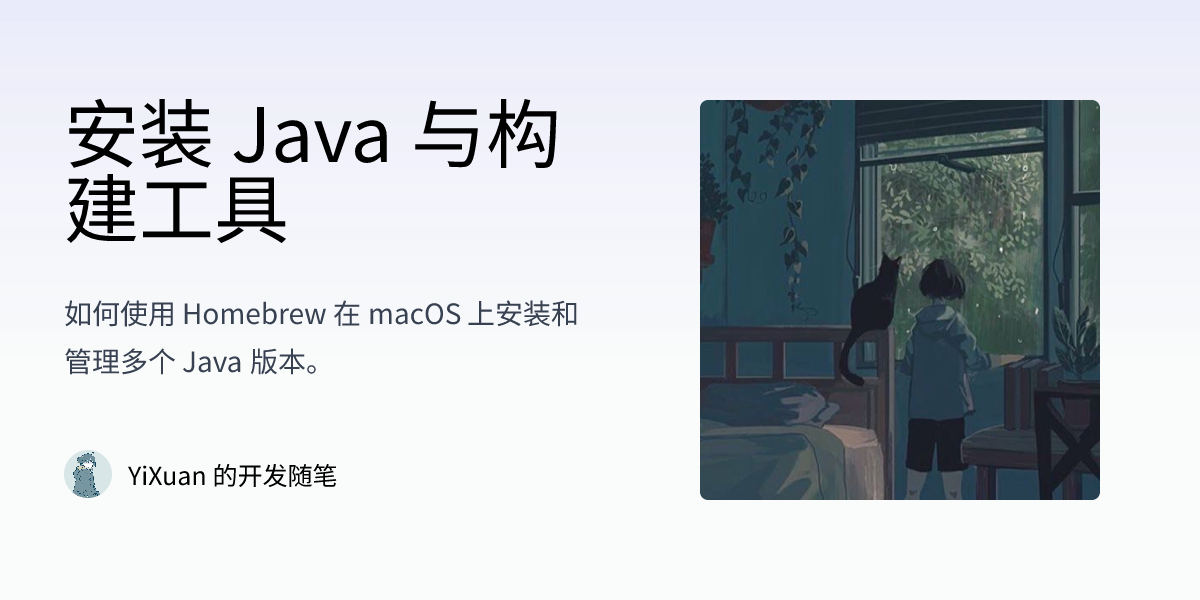 安装 Java 与构
建工具
如何使用 Homebrew 在 macOS 上安装和
管理多个 Java 版本。
YiXuan 的开发随笔